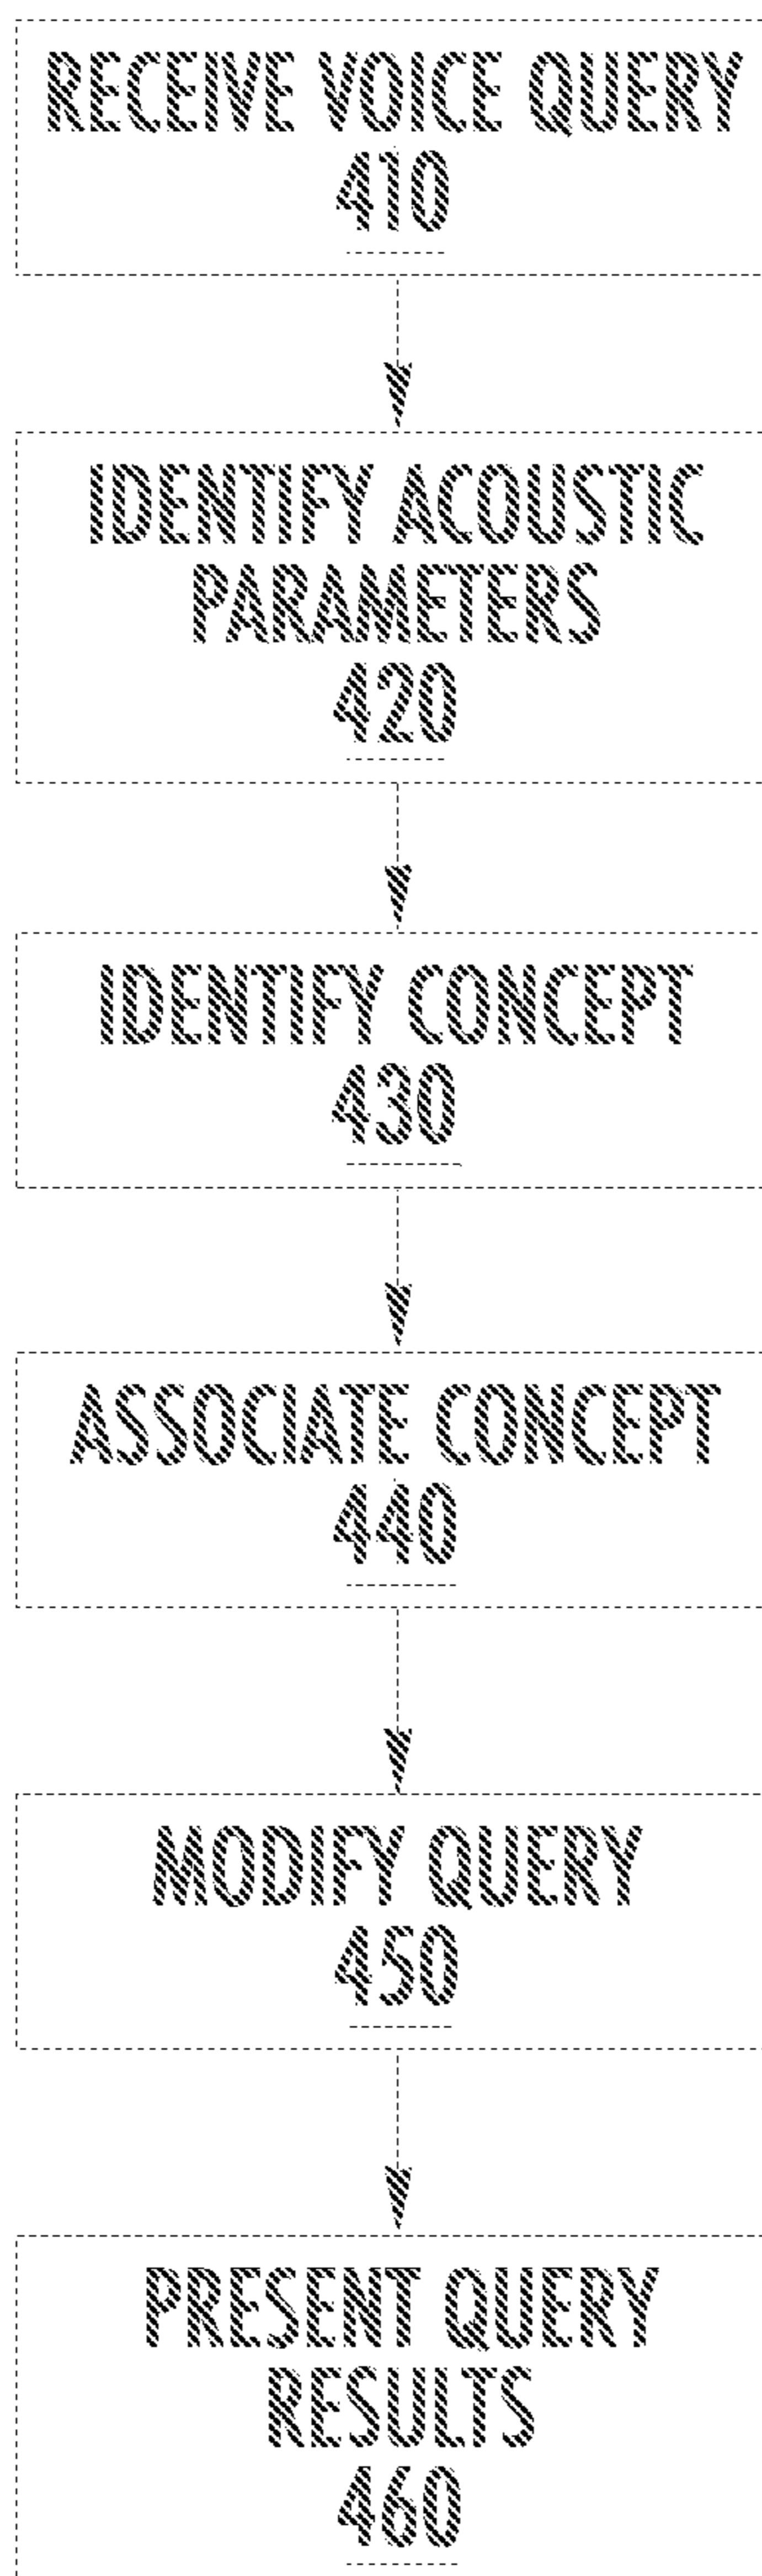 RECEIVE VOICE QUERY
410
IDENTIFY ACOUSTIC
PARAMETERS
420
IDENTIFY CONCEPT
430
ASSOCIATE CONCEPT
440
MODIFY QUERY
450
PRESENT QUERY
RESULTS
460